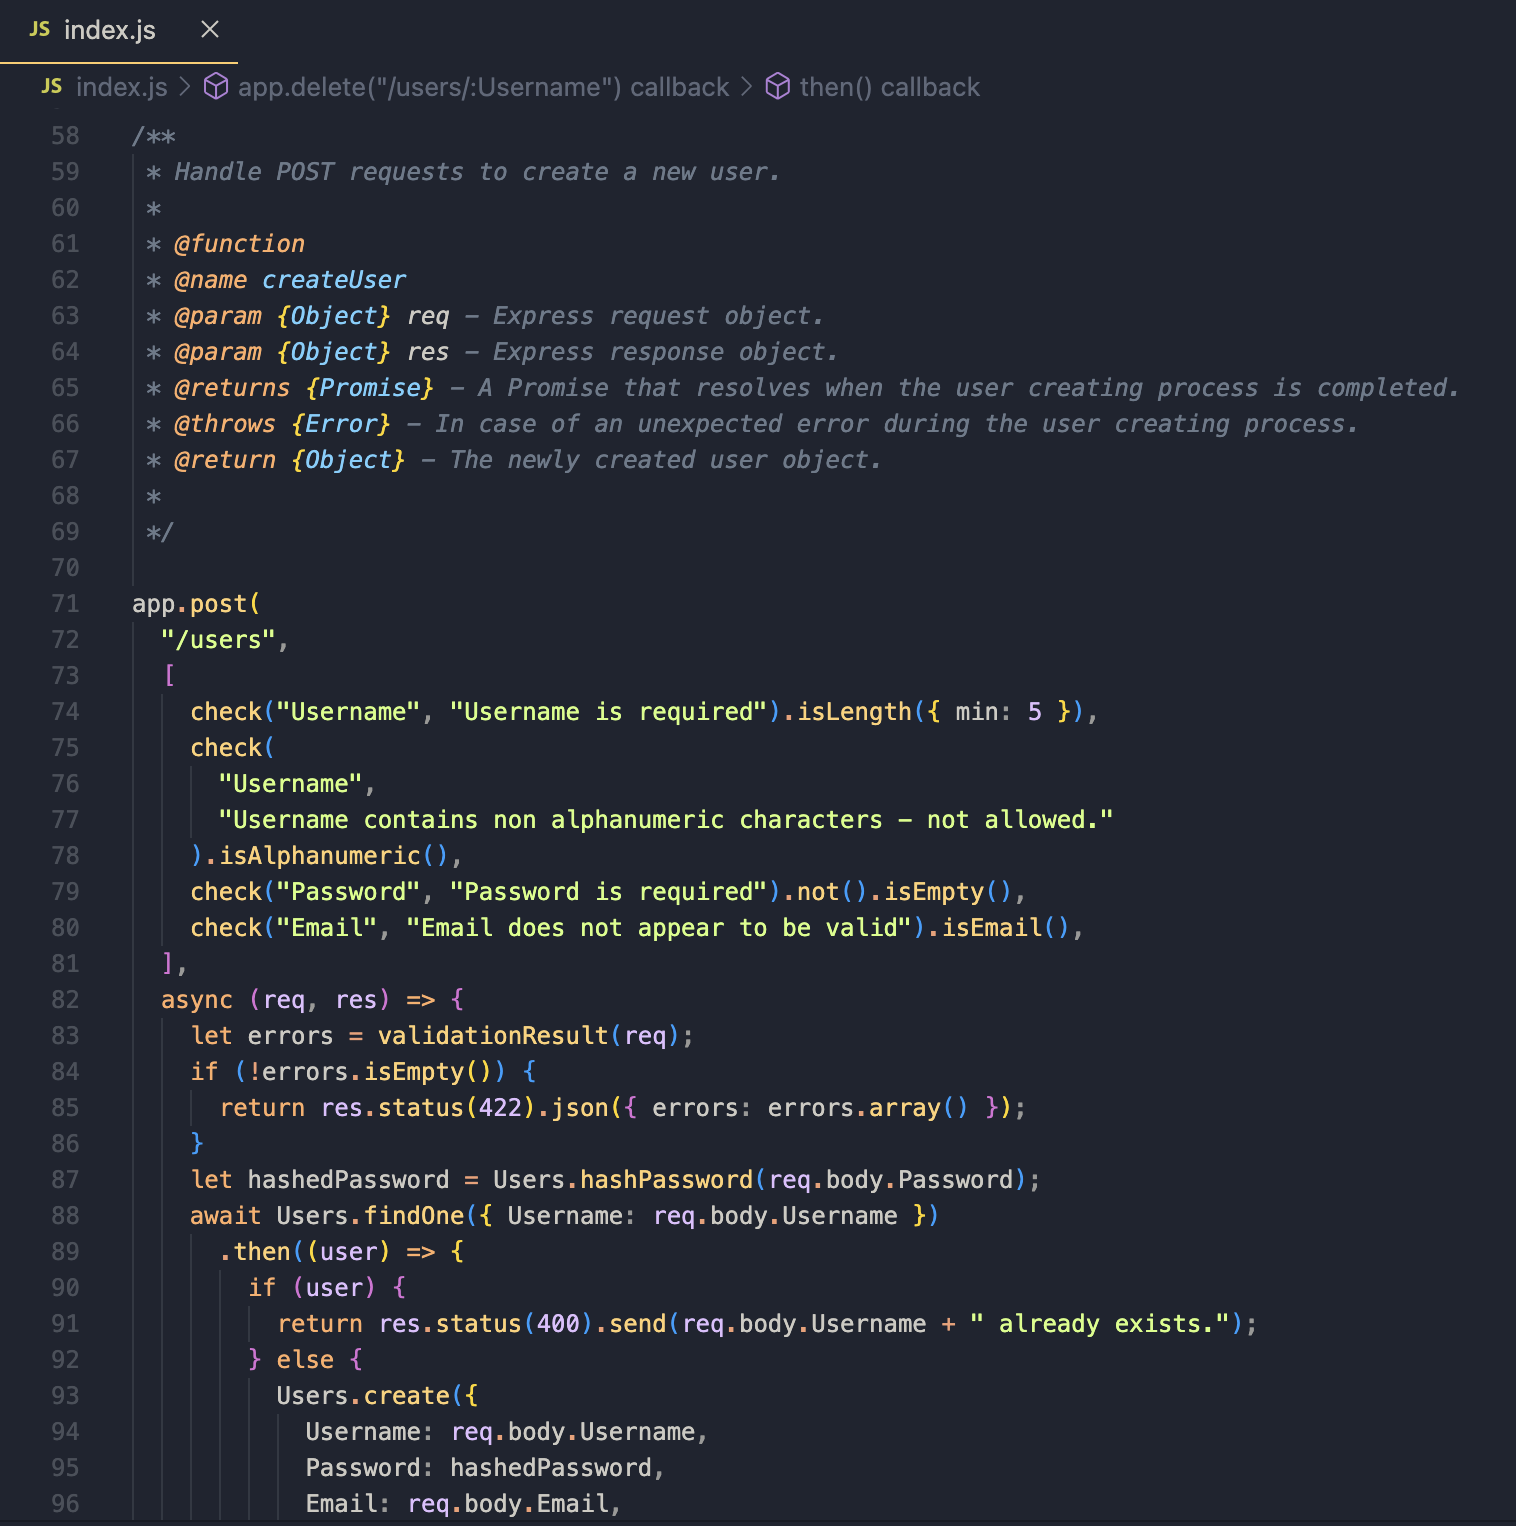 JS index.js ×
JS index.js > app.delete("/users/:Username") callback > then() callback
58 /**
59  * Handle POST requests to create a new user.
60  *
61  * @function
62  * @name createUser
63  * @param {Object} req - Express request object.
64  * @param {Object} res - Express response object.
65  * @returns {Promise} - A Promise that resolves when the user creating process is completed.
66  * @throws {Error} - In case of an unexpected error during the user creating process.
67  * @return {Object} - The newly created user object.
68  *
69  */
70
71 app.post(
72   "/users",
73   [
74     check("Username", "Username is required").isLength({ min: 5 }),
75     check(
76       "Username",
77       "Username contains non alphanumeric characters - not allowed."
78     ).isAlphanumeric(),
79     check("Password", "Password is required").not().isEmpty(),
80     check("Email", "Email does not appear to be valid").isEmail(),
81   ],
82   async (req, res) => {
83     let errors = validationResult(req);
84     if (!errors.isEmpty()) {
85       return res.status(422).json({ errors: errors.array() });
86     }
87     let hashedPassword = Users.hashPassword(req.body.Password);
88     await Users.findOne({ Username: req.body.Username })
89       .then((user) => {
90         if (user) {
91           return res.status(400).send(req.body.Username + " already exists.");
92         } else {
93           Users.create({
94             Username: req.body.Username,
95             Password: hashedPassword,
96             Email: req.body.Email,